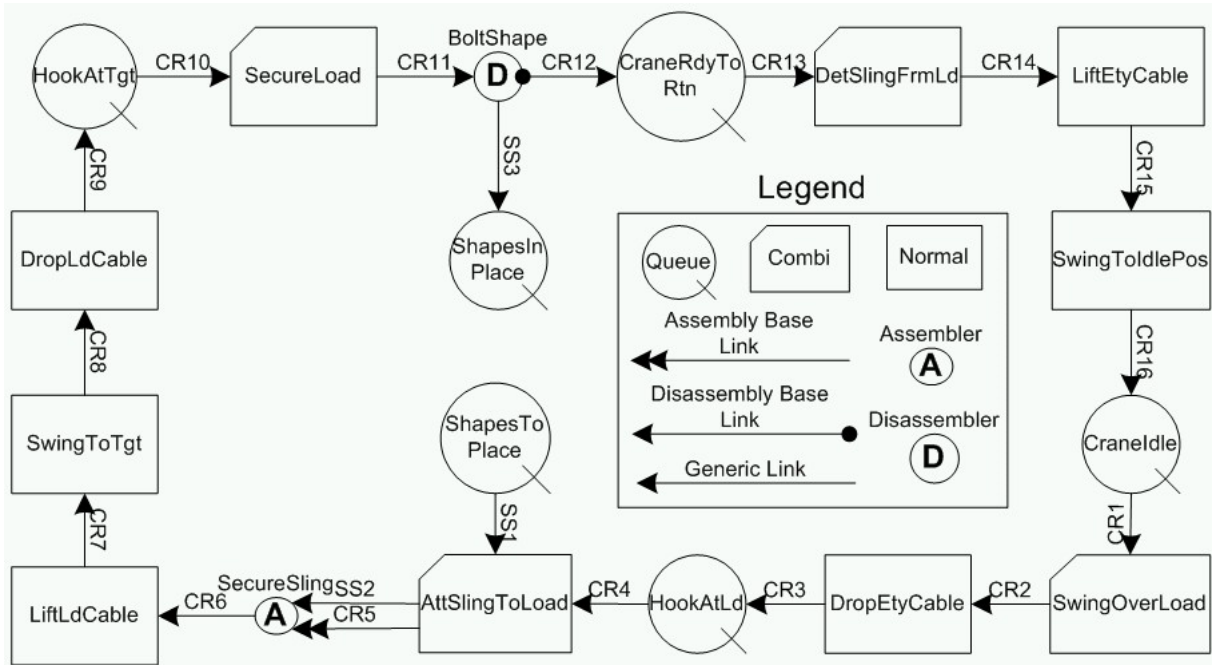 BoltShape
HookAtTgt
CR10
SecureLoad
CR11
D
CR12
CraneRdyTo
Rtn
CR13
DetSlingFrmLd
CR14
LiftEtyCable
CR9
SS3
CR15
Legend
DropLdCable
ShapesIn
Place
Queue
Combi
Normal
SwingToIdlePos
Assembly Base
Link
Assembler
A
CR8
CR16
Disassembly Base
Link
Disassembler
D
ShapesTo
Place
SwingToTgt
Generic Link
CraneIdle
CR7
SS1
CR1
SecureSling
LiftLdCable
CR6
A
SS2
CR5
AttSlingToLoad
CR4
HookAtLd
CR3
DropEtyCable
CR2
SwingOverLoad